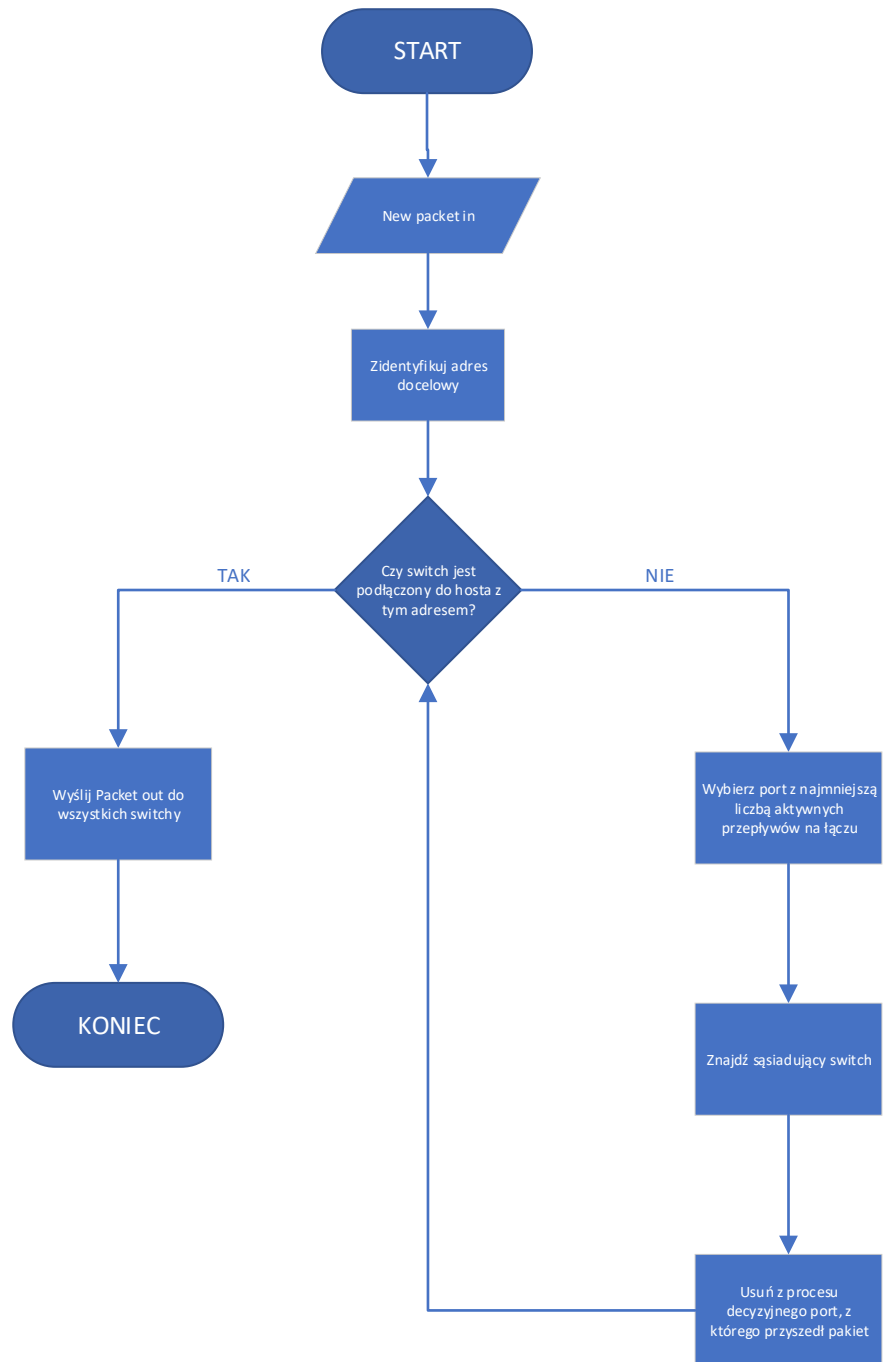 START
New packet in
Zidentyfikuj adres
docelowy
Czy switch jest
podłączony do hosta z
tym adresem?
TAK
NIE
Wyślij Packet out do
wszystkich switchy
KONIEC
Wybierz port z najmniejszą
liczbą aktywnych
przepływów na łączu
Znajdź sąsiadujący switch
Usuń z procesu
decyzyjnego port, z
którego przyszedł pakiet